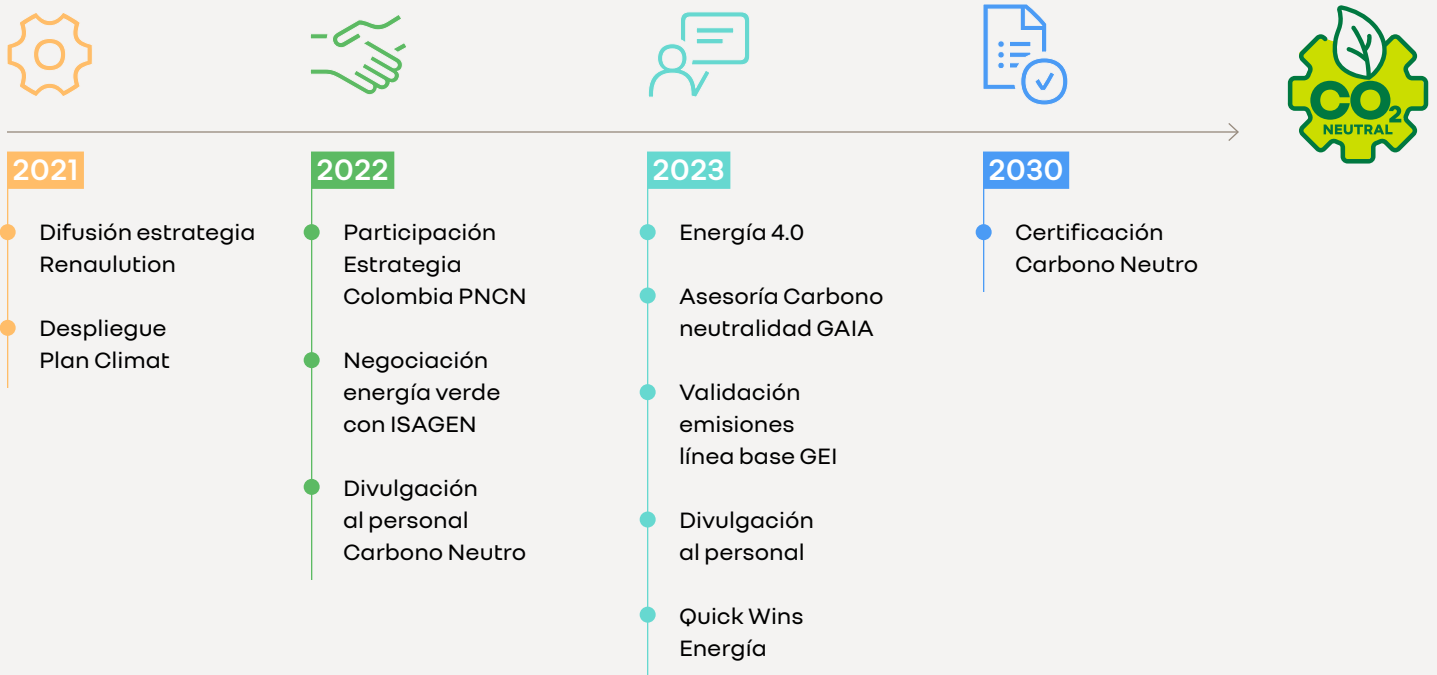 CO2
NEUTRAL
2021
Difusión estrategia
Renaulution
Despliegue
Plan Climat
2022
Participación
Estrategia
Colombia PNCN
Negociación
energía verde
con ISAGEN
Divulgación
al personal
Carbono Neutro
2023
Energía 4.0
Asesoría Carbono
neutralidad GAIA
Validación
emisiones
línea base GEI
Divulgación
al personal
Quick Wins
Energía
2030
Certificación
Carbono Neutro